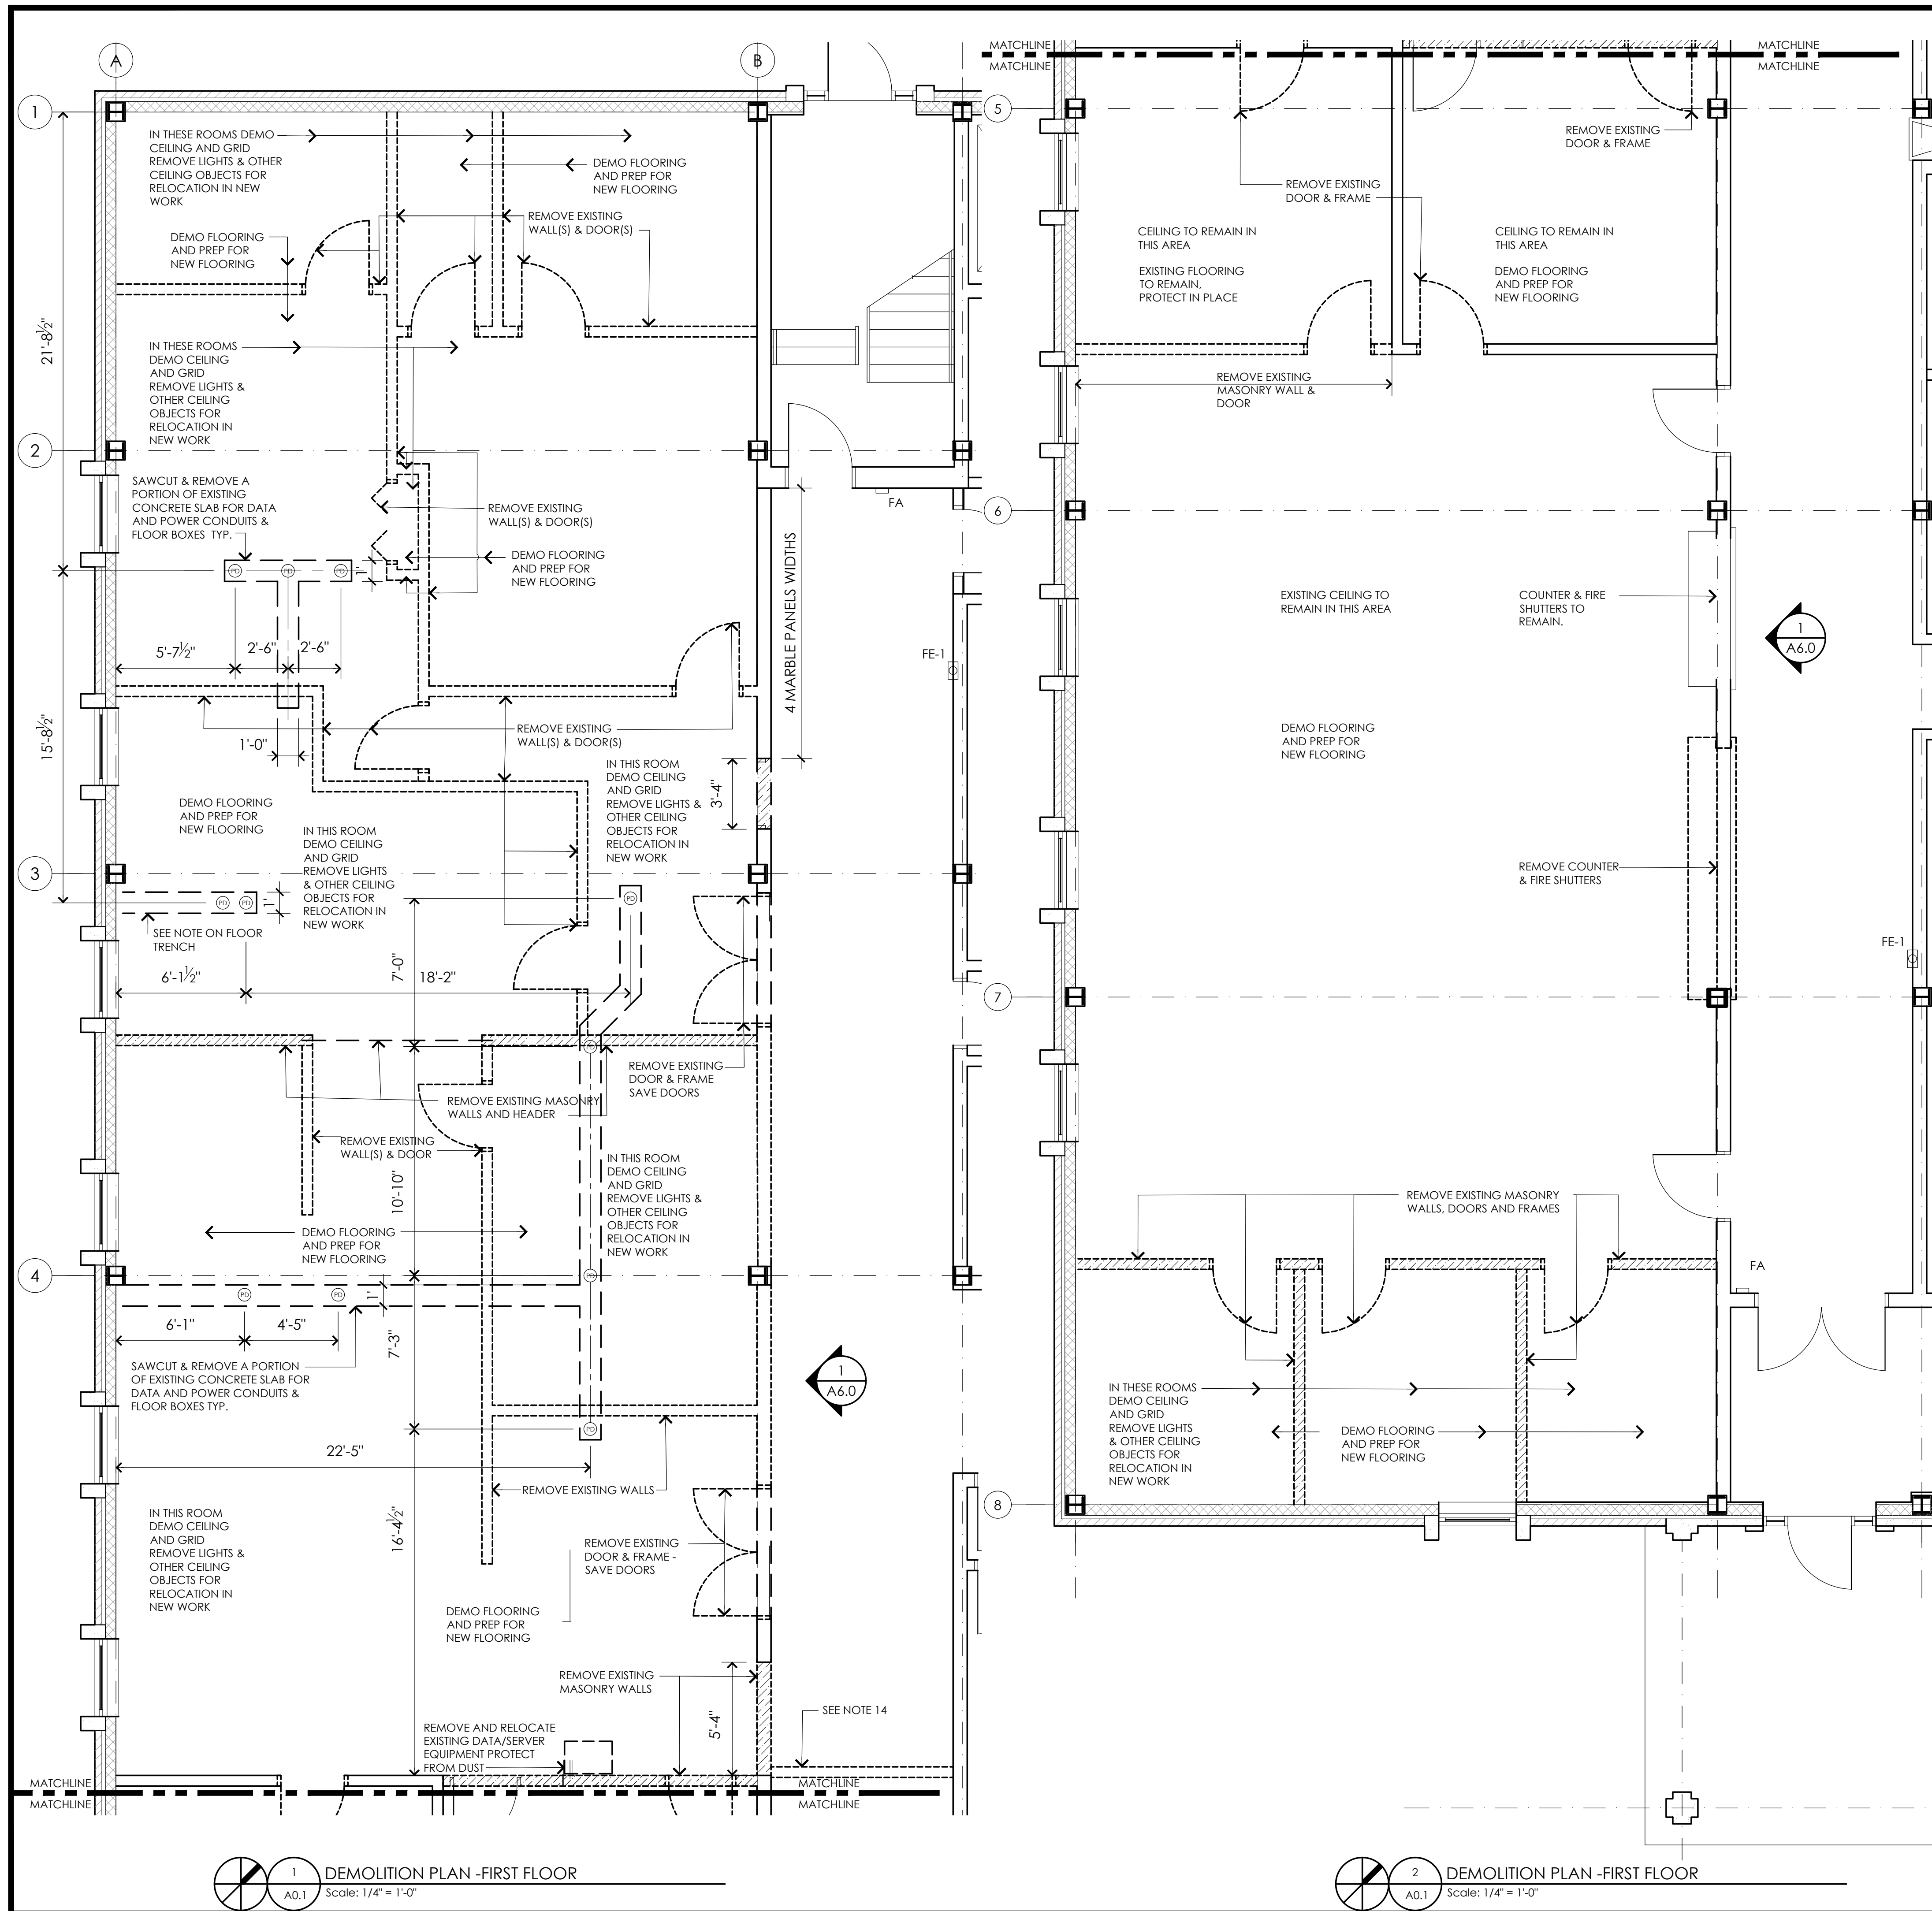 A
B
1
IN THESE ROOMS DEMO
CEILING AND GRID
REMOVE LIGHTS & OTHER
CEILING OBJECTS FOR
RELOCATION IN NEW
WORK
DEMO FLOORING
AND PREP FOR
NEW FLOORING
REMOVE EXISTING
WALL(S) & DOOR(S)
DEMO FLOORING
AND PREP FOR
NEW FLOORING
21'-8½"
IN THESE ROOMS
DEMO CEILING
AND GRID
REMOVE LIGHTS &
OTHER CEILING
OBJECTS FOR
RELOCATION IN
NEW WORK
2
SAWCUT & REMOVE A
PORTION OF EXISTING
CONCRETE SLAB FOR DATA
AND POWER CONDUITS &
FLOOR BOXES  TYP.
REMOVE EXISTING
WALL(S) & DOOR(S)
FA
DEMO FLOORING
AND PREP FOR
NEW FLOORING
PD
PD
PD
1'
4 MARBLE PANELS WIDTHS
5'-7½"
2'-6"
2'-6"
FE-1
15'-8½"
1'-0"
REMOVE EXISTING
WALL(S) & DOOR(S)
IN THIS ROOM
DEMO CEILING
AND GRID
REMOVE LIGHTS &
OTHER CEILING
OBJECTS FOR
RELOCATION IN
NEW WORK
3'-4"
DEMO FLOORING
AND PREP FOR
NEW FLOORING
IN THIS ROOM
DEMO CEILING
AND GRID
REMOVE LIGHTS
& OTHER CEILING
OBJECTS FOR
RELOCATION IN
NEW WORK
3
PD
PD
1'
PD
SEE NOTE ON FLOOR
TRENCH
6'-1½"
7'-0"
18'-2"
PD
REMOVE EXISTING
DOOR & FRAME
SAVE DOORS
REMOVE EXISTING MASONRY
WALLS AND HEADER
REMOVE EXISTING
WALL(S) & DOOR
10'-10"
IN THIS ROOM
DEMO CEILING
AND GRID
REMOVE LIGHTS &
OTHER CEILING
OBJECTS FOR
RELOCATION IN
NEW WORK
DEMO FLOORING
AND PREP FOR
NEW FLOORING
4
PD
PD
PD
1'
6'-1"
4'-5"
7'-3"
SAWCUT & REMOVE A PORTION
OF EXISTING CONCRETE SLAB FOR
DATA AND POWER CONDUITS &
FLOOR BOXES TYP.
1
A6.0
PD
22'-5"
REMOVE EXISTING WALLS
IN THIS ROOM
DEMO CEILING
AND GRID
REMOVE LIGHTS &
OTHER CEILING
OBJECTS FOR
RELOCATION IN
NEW WORK
16'-4½"
REMOVE EXISTING
DOOR & FRAME -
SAVE DOORS
DEMO FLOORING
AND PREP FOR
NEW FLOORING
REMOVE EXISTING
MASONRY WALLS
5'-4"
SEE NOTE 14
REMOVE AND RELOCATE
EXISTING DATA/SERVER
EQUIPMENT PROTECT
FROM DUST
MATCHLINE
MATCHLINE
MATCHLINE
MATCHLINE
1
A0.1
DEMOLITION PLAN -FIRST FLOOR
Scale: 1/4" = 1'-0"
MATCHLINE
MATCHLINE
MATCHLINE
MATCHLINE
5
REMOVE EXISTING
DOOR & FRAME
REMOVE EXISTING
DOOR & FRAME
CEILING TO REMAIN IN
THIS AREA
EXISTING FLOORING
TO REMAIN,
PROTECT IN PLACE
CEILING TO REMAIN IN
THIS AREA
DEMO FLOORING
AND PREP FOR
NEW FLOORING
REMOVE EXISTING
MASONRY WALL &
DOOR
6
EXISTING CEILING TO
REMAIN IN THIS AREA
COUNTER & FIRE
SHUTTERS TO
REMAIN.
1
A6.0
DEMO FLOORING
AND PREP FOR
NEW FLOORING
REMOVE COUNTER
& FIRE SHUTTERS
FE-1
7
REMOVE EXISTING MASONRY
WALLS, DOORS AND FRAMES
FA
IN THESE ROOMS
DEMO CEILING
AND GRID
REMOVE LIGHTS
& OTHER CEILING
OBJECTS FOR
RELOCATION IN
NEW WORK
DEMO FLOORING
AND PREP FOR
NEW FLOORING
8
2
A0.1
DEMOLITION PLAN -FIRST FLOOR
Scale: 1/4" = 1'-0"